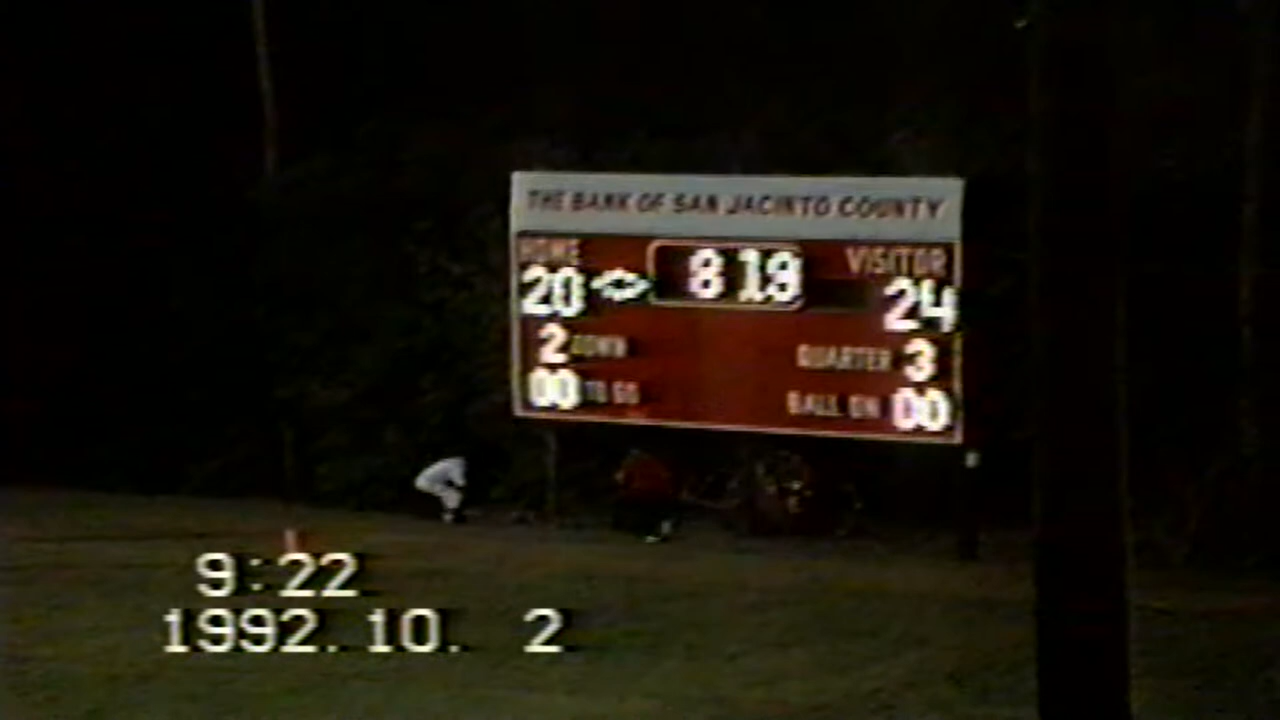 THE BANK OF SAN JACINTO COUNTY
HOME 8 19 VISITOR
20 24
2 DOWN QUARTER 3
00 TO GO BALL ON 00
9:22
1992. 10. 2